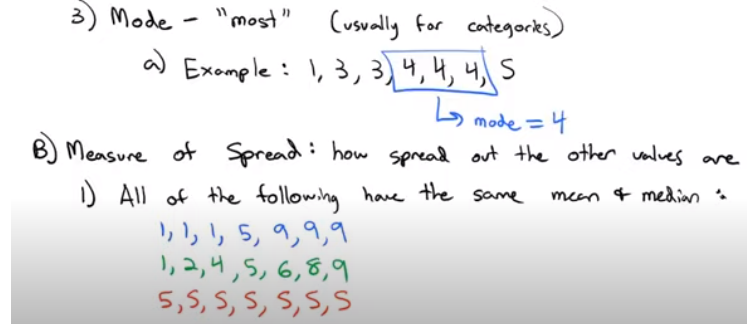 3) Mode - "most" (usually for categories)
a) Example: 1, 3, 3, 4, 4, 4, 5
↳ mode = 4
B) Measure of Spread: how spread out the other values are
1) All of the following have the same mean & median:
1, 1, 1, 5, 9, 9, 9
1, 2, 4, 5, 6, 8, 9
5, 5, 5, 5, 5, 5, 5